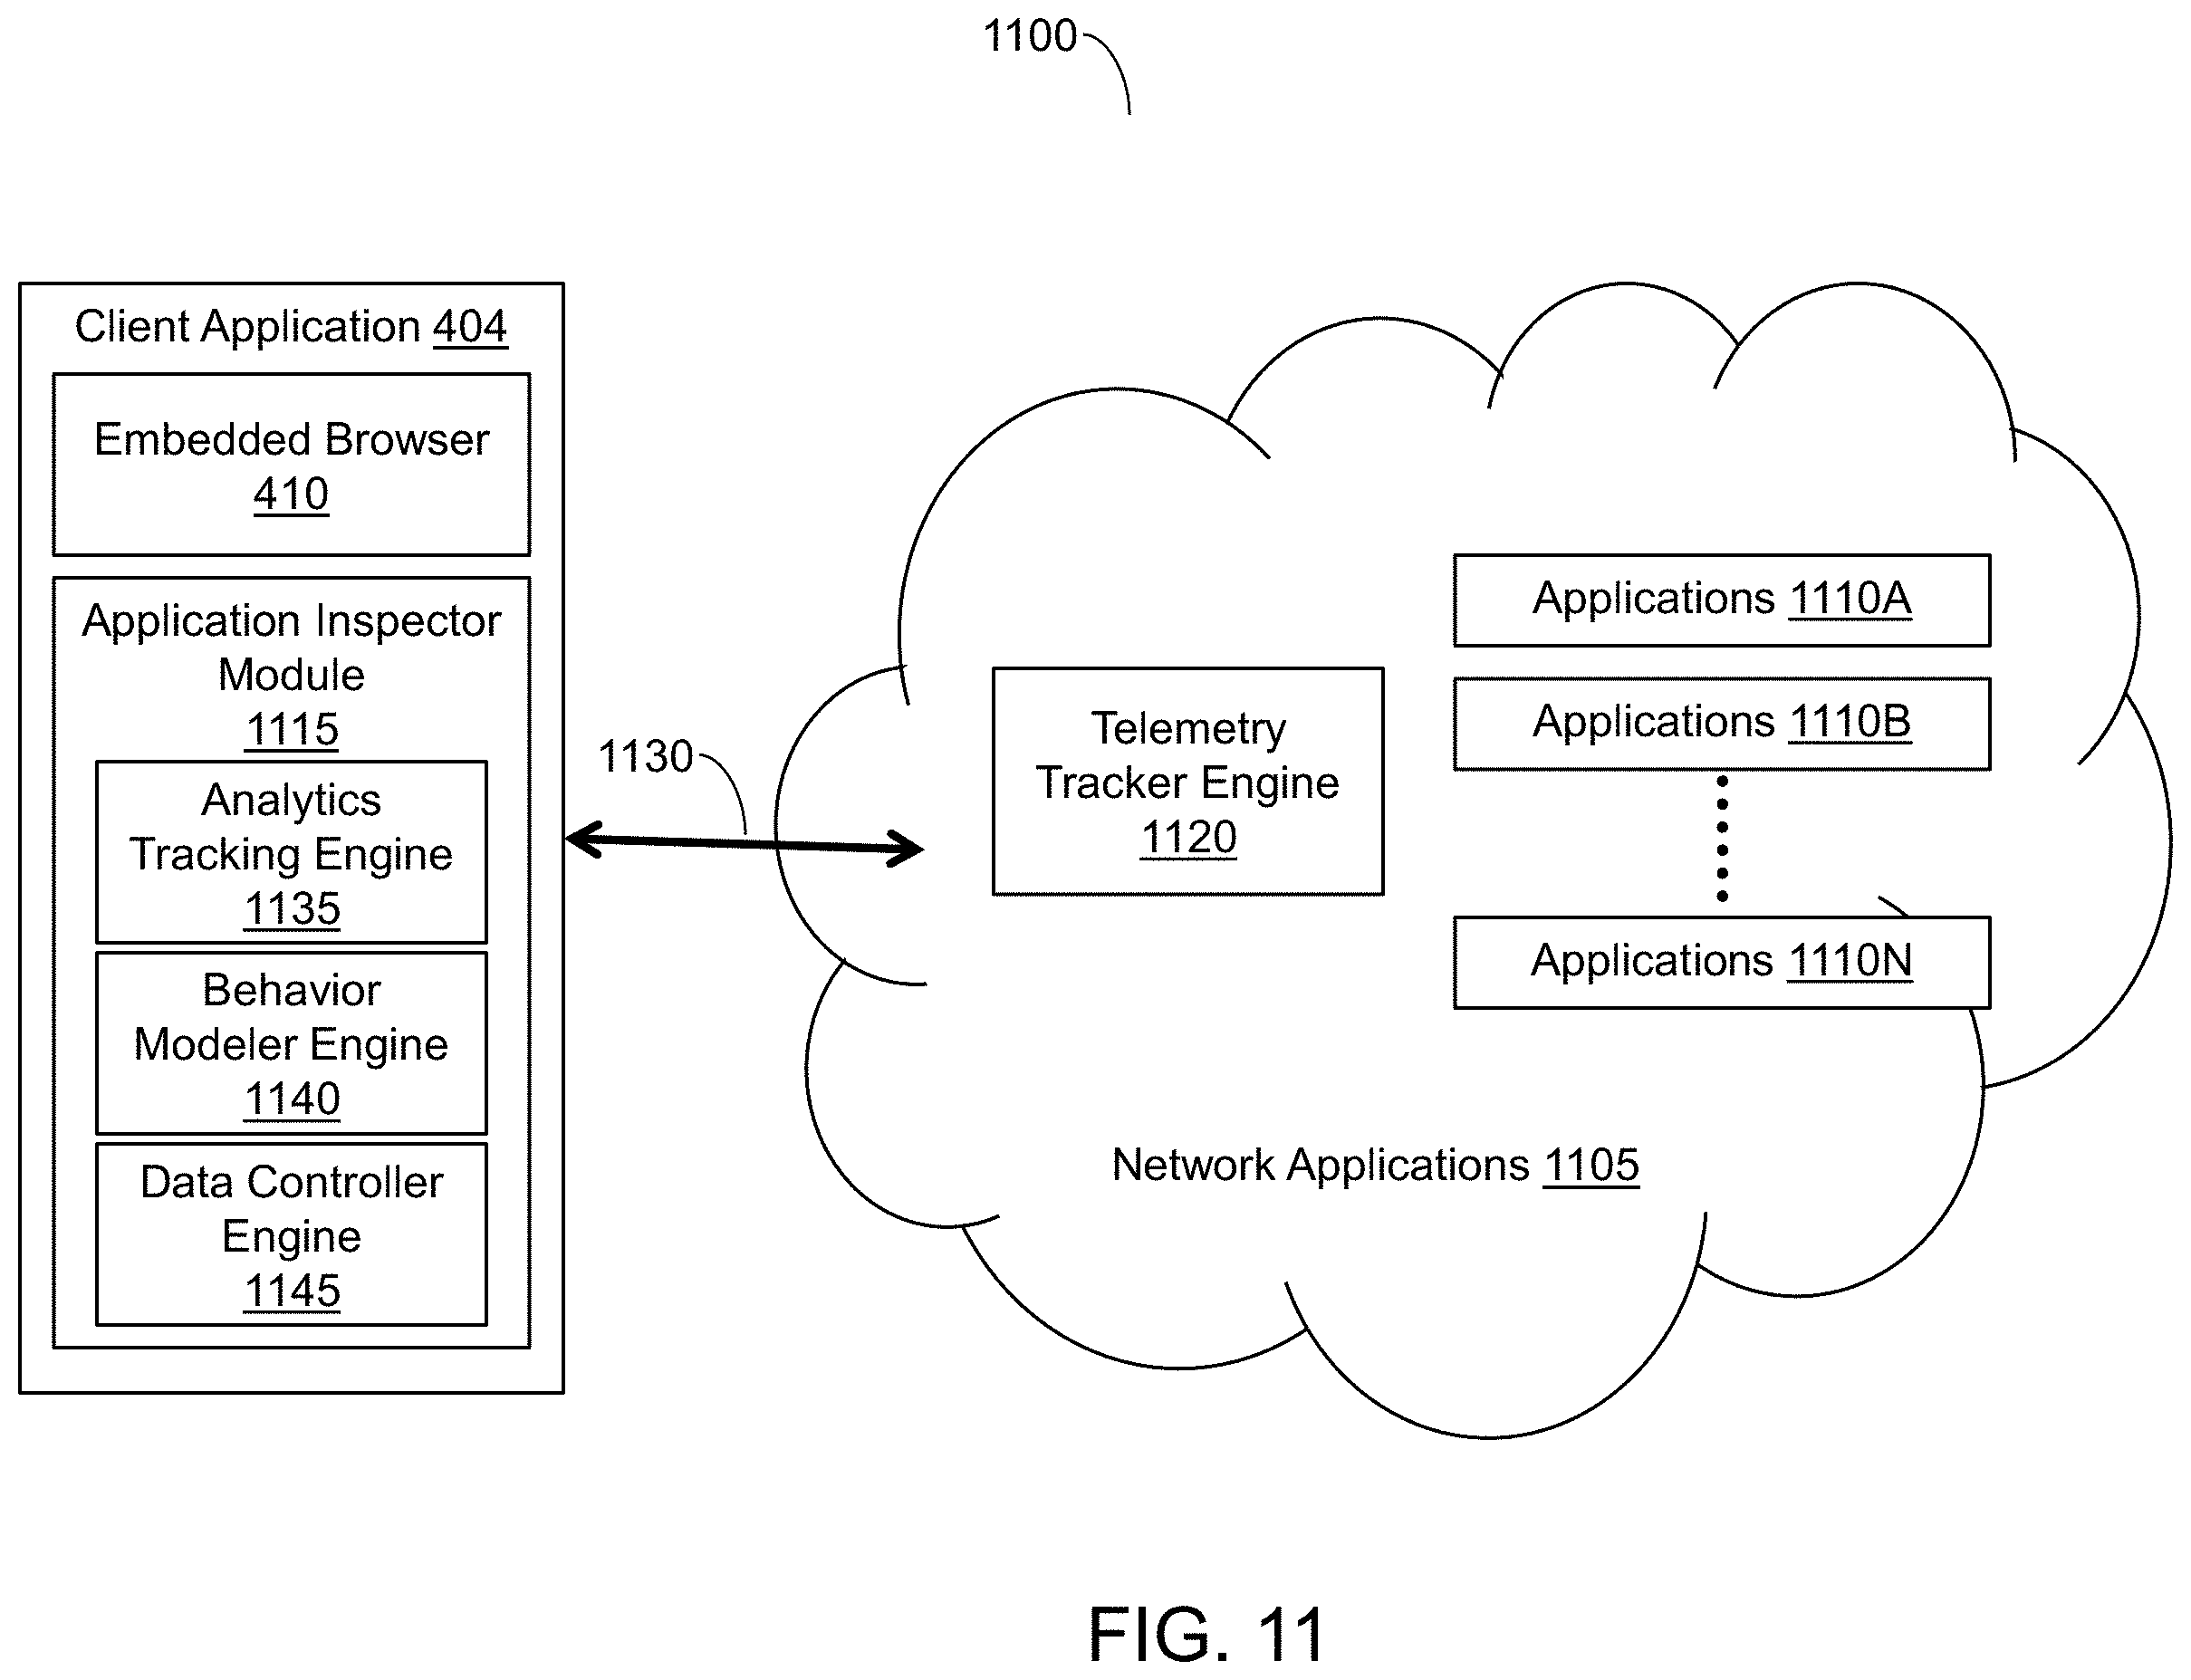 1100
Client Application 404
Embedded Browser
410
Application Inspector
Module
1115
Analytics
Tracking Engine
1135
Behavior
Modeler Engine
1140
Data Controller
Engine
1145
1130
Telemetry
Tracker Engine
1120
Applications 1110A
Applications 1110B
Applications 1110N
Network Applications 1105
FIG. 11